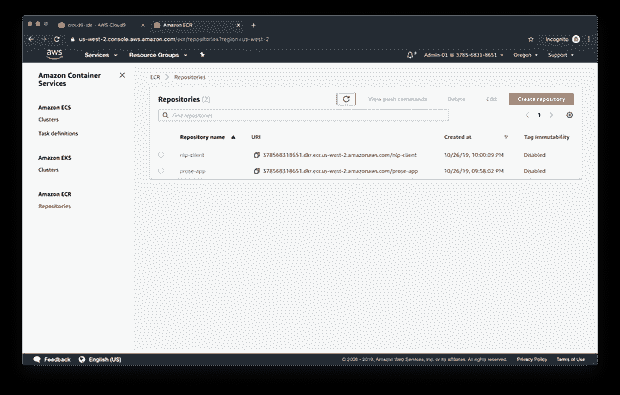 cloud9-ide - AWS Cloud9
Amazon ECR
us-west-2.console.aws.amazon.com/ecr/repositories?region=us-west-2
Incognito
aws
Services
Resource Groups
Admin-01 @ 3785-6831-8651
Oregon
Support
Amazon Container
Services
Amazon ECS
Clusters
Task definitions
Amazon EKS
Clusters
Amazon ECR
Repositories
ECR > Repositories
Repositories (2)
View push commands
Delete
Edit
Create repository
Find repositories
1
Repository name
URI
Created at
Tag immutability
nlp-client
378568318651.dkr.ecr.us-west-2.amazonaws.com/nlp-client
10/26/19, 10:00:09 PM
Disabled
prose-app
378568318651.dkr.ecr.us-west-2.amazonaws.com/prose-app
10/26/19, 09:58:02 PM
Disabled
Feedback
English (US)
© 2008 - 2019, Amazon Web Services, Inc. or its affiliates. All rights reserved.
Privacy Policy
Terms of Use